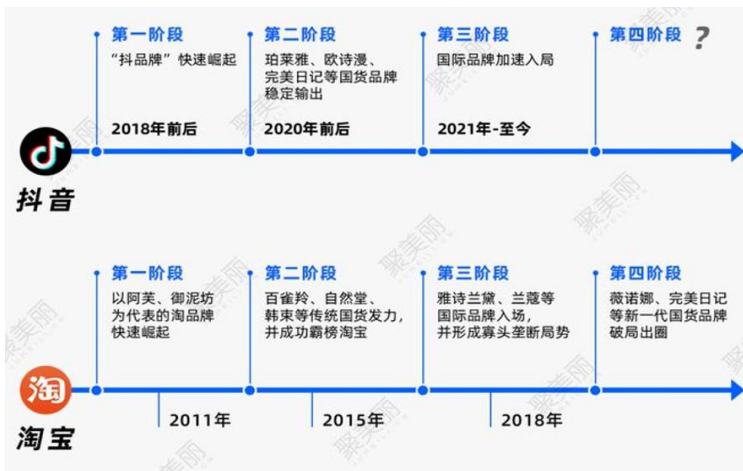 第一阶段
“抖品牌”快速崛起
2018年前后
第二阶段
珀莱雅、欧诗漫、
完美日记等国货品牌
稳定输出
2020年前后
第三阶段
国际品牌加速入局
2021年-至今
第四阶段 ?
抖音
第一阶段
以阿芙、御泥坊
为代表的淘品牌
快速崛起
第二阶段
百雀羚、自然堂、
韩束等传统国货发力,
并成功霸榜淘宝
第三阶段
雅诗兰黛、兰蔻等
国际品牌入场,
并形成寡头垄断局势
第四阶段
薇诺娜、完美日记
等新一代国货品牌
破局出圈
淘
淘宝
2011年
2015年
2018年
聚美丽